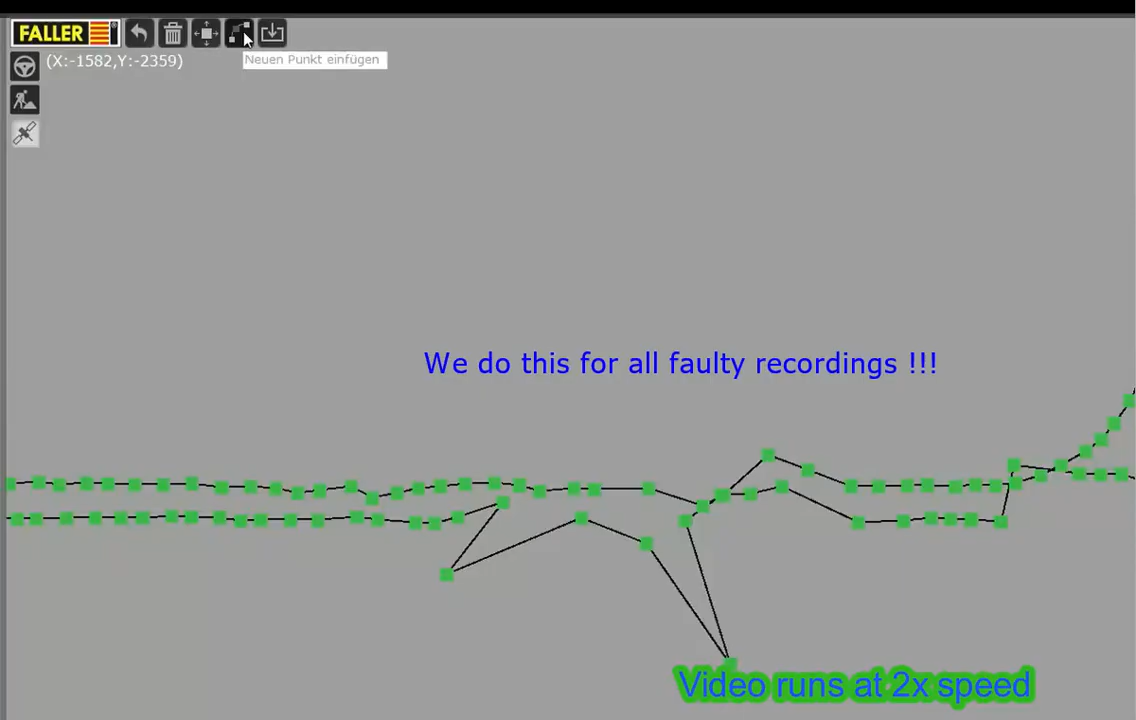 FALLER
(X:-1582,Y:-2359)
Neuen Punkt einfügen
We do this for all faulty recordings !!!
Video runs at 2x speed